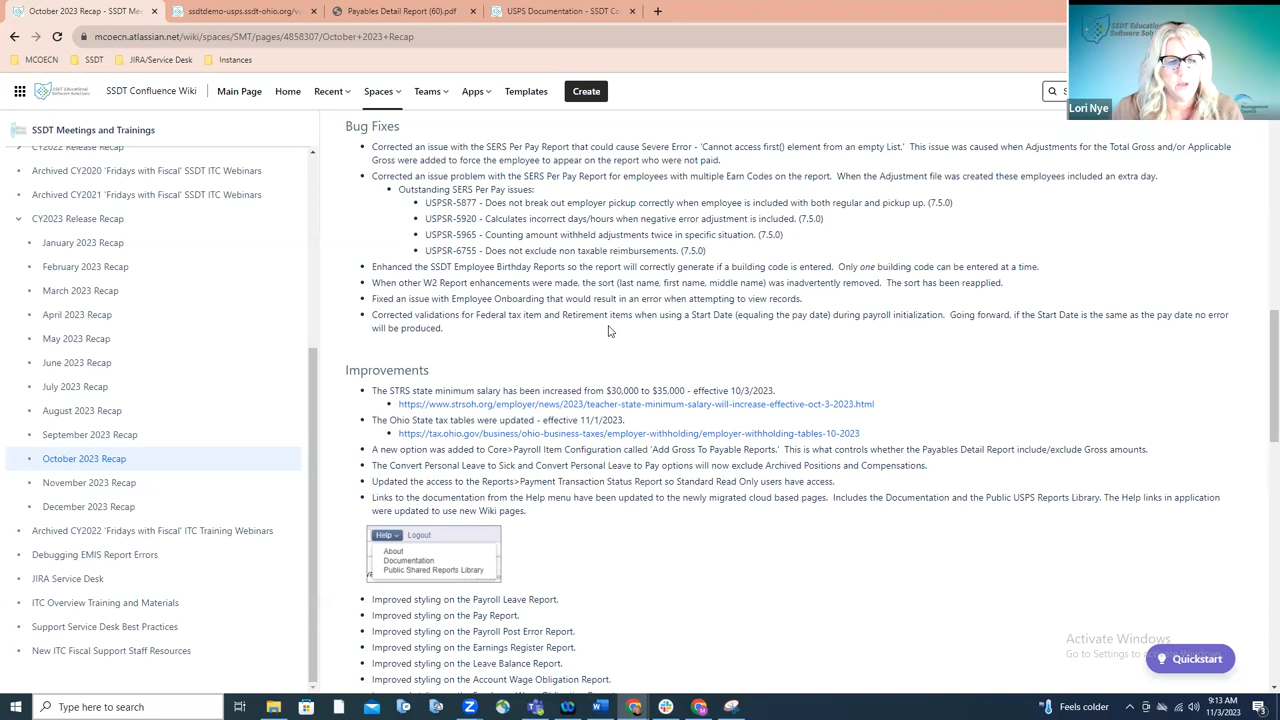 October 2023 Recap - SSDT Me
ssdtdemo-usps.ssdt-ohio.org/v
Payables Detail Report (60).pdf
USPS Documentation - SSDT Co
mcoecn.atlassian.net/wiki/spaces/SMT/pages/4858307/October+2023+Recap
MCOECN
SSDT
JIRA/Service Desk
Instances
SSDT Confluence Wiki
Main Page
Home
Recent
Spaces
Teams
Apps
Templates
Create
Lori Nye
SSDT Meetings and Trainings
CY2022 Release Recap
Archived CY2020 'Fridays with Fiscal' SSDT ITC Webinars
Archived CY2021 'Fridays with Fiscal' SSDT ITC Webinars
CY2023 Release Recap
January 2023 Recap
February 2023 Recap
March 2023 Recap
April 2023 Recap
May 2023 Recap
June 2023 Recap
July 2023 Recap
August 2023 Recap
September 2023 Recap
October 2023 Recap
November 2023 Recap
December 2023 Recap
Archived CY2022 'Fridays with Fiscal' ITC Training Webinars
Debugging EMIS Report Errors
JIRA Service Desk
ITC Overview Training and Materials
Support Service Desk Best Practices
New ITC Fiscal Support Staff Resources
Bug Fixes
Corrected an issue with the SERS Per Pay Report that could cause Severe Error - 'Cannot access first() element from an empty List.' This issue was caused when Adjustments for the Total Gross and/or Applicable
Gross were added to force the employee to appear on the report who were not paid.
Corrected an issue problem with the SERS Per Pay Report for employees with multiple Earn Codes on the report. When the Adjustment file was created these employees included an extra day.
Outstanding SERS Per Pay issues:
USPSR-5877 - Does not break out employer pickup correctly when employee is included with both regular and pickup up. (7.5.0)
USPSR-5920 - Calculates incorrect days/hours when negative error adjustment is included. (7.5.0)
USPSR-5965 - Counting amount withheld adjustments twice in specific situation. (7.5.0)
USPSR-6755 - Does not exclude non taxable reimbursements. (7.5.0)
Enhanced the SSDT Employee Birthday Reports so the report will correctly generate if a building code is entered. Only one building code can be entered at a time.
When other W2 Report enhancements were made, the sort (last name, first name, middle name) was inadvertently removed. The sort has been reapplied.
Fixed an issue with Employee Onboarding that would result in an error when attempting to view records.
Corrected validations for Federal tax item and Retirement items when using a Start Date (equaling the pay date) during payroll initialization. Going forward, if the Start Date is the same as the pay date no error
will be produced.
Improvements
The STRS state minimum salary has been increased from $30,000 to $35,000 - effective 10/3/2023.
https://www.strsoh.org/employer/news/2023/teacher-state-minimum-salary-will-increase-effective-oct-3-2023.html
The Ohio State tax tables were updated - effective 11/1/2023.
https://tax.ohio.gov/business/ohio-business-taxes/employer-withholding/employer-withholding-tables-10-2023
A new option was added to Core>Payroll Item Configuration called 'Add Gross To Payable Reports.' This is what controls whether the Payables Detail Report include/exclude Gross amounts.
The Convert Personal Leave to Sick and Convert Personal Leave to Pay options will now exclude Archived Positions and Compensations.
Updated the access to the Reports>Payment Transaction Status Report so Standard Read Only users have access.
Links to the documentation from the Help menu have been updated to the newly migrated cloud based pages. Includes the Documentation and the Public USPS Reports Library. The Help links in application
were updated to use new Wiki pages.
Help
Logout
About
Documentation
Public Shared Reports Library
Improved styling on the Payroll Leave Report.
Improved styling on the Pay Report.
Improved styling on the Payroll Post Error Report.
Improved styling on the Earnings Register Report.
Improved styling on the Leave Balance Report.
Improved styling on the Account Wage Obligation Report.
Activate Windows
Go to Settings to
Quickstart
Type here to search
Feels colder
9:13 AM
11/3/2023